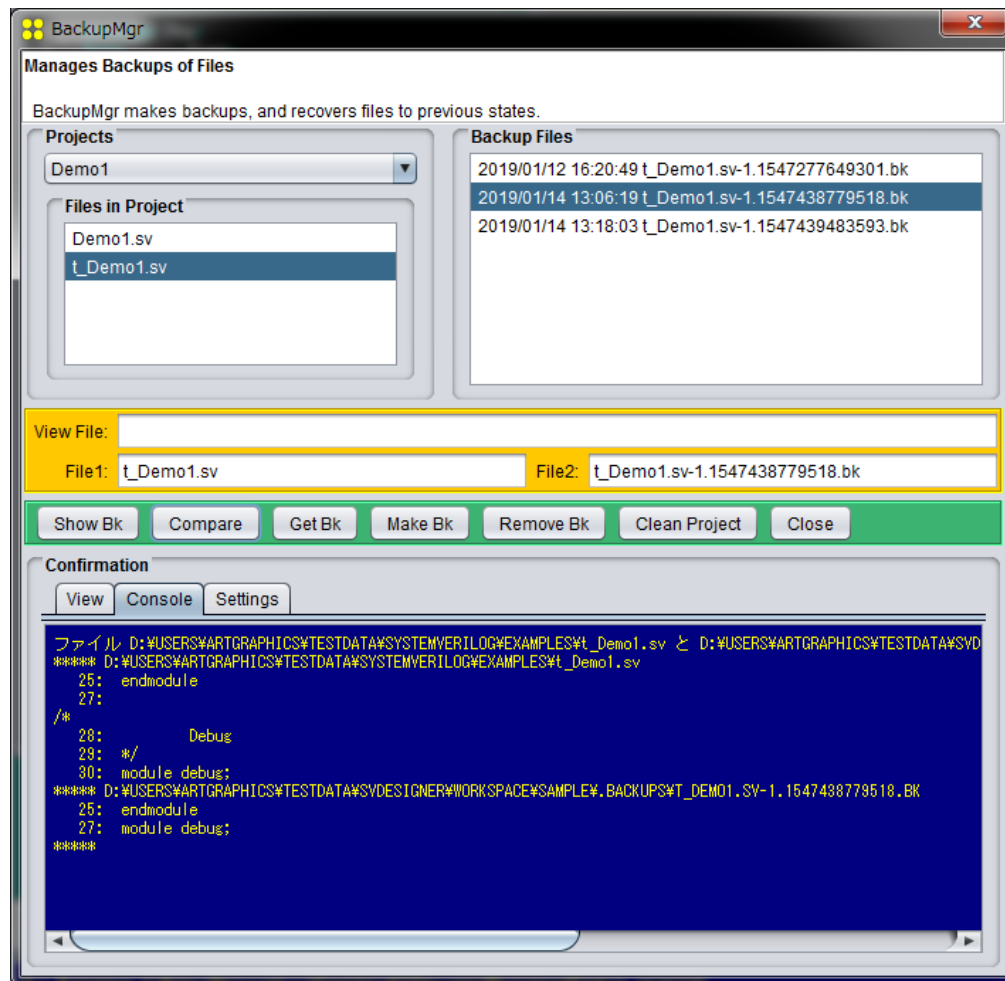 BackupMgr
Manages Backups of Files
BackupMgr makes backups, and recovers files to previous states.
Projects
Demo1
Files in Project
Demo1.sv
t_Demo1.sv
Backup Files
2019/01/12 16:20:49 t_Demo1.sv-1.1547277649301.bk
2019/01/14 13:06:19 t_Demo1.sv-1.1547438779518.bk
2019/01/14 13:18:03 t_Demo1.sv-1.1547439483593.bk
View File:
File1: t_Demo1.sv File2: t_Demo1.sv-1.1547438779518.bk
Show Bk Compare Get Bk Make Bk Remove Bk Clean Project Close
Confirmation
View Console Settings
ファイル D:¥USERS¥ARTGRAPHICS¥TESTDATA¥SYSTEMVERILOG¥EXAMPLES¥t_Demo1.sv と D:¥USERS¥ARTGRAPHICS¥TESTDATA¥SVD
***** D:¥USERS¥ARTGRAPHICS¥TESTDATA¥SYSTEMVERILOG¥EXAMPLES¥t_Demo1.sv
25: endmodule
27:
/*
28: Debug
29: */
30: module debug;
***** D:¥USERS¥ARTGRAPHICS¥TESTDATA¥SVDESIGNER¥WORKSPACE¥SAMPLE¥.BACKUPS¥T_DEMO1.SV-1.1547438779518.BK
25: endmodule
27: module debug;
*****